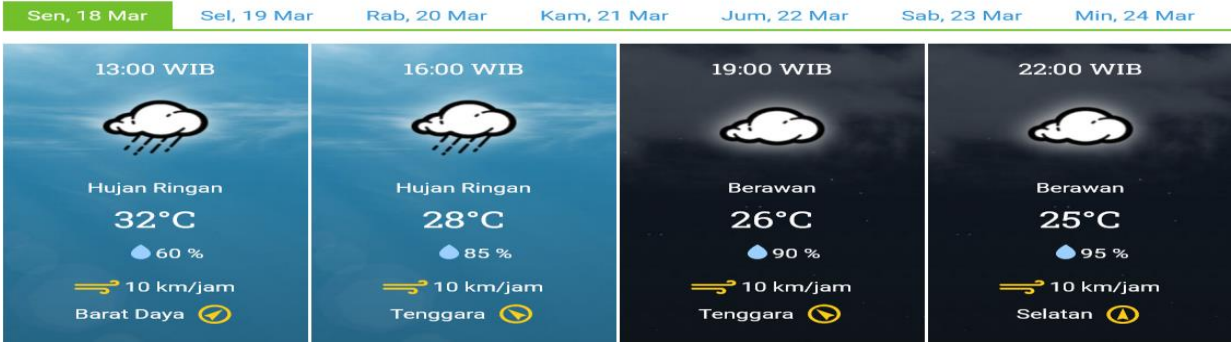 Sen, 18 Mar Sel, 19 Mar Rab, 20 Mar Kam, 21 Mar Jum, 22 Mar Sab, 23 Mar Min, 24 Mar
13:00 WIB
Hujan Ringan
32°C
60 %
10 km/jam
Barat Daya
16:00 WIB
Hujan Ringan
28°C
85 %
10 km/jam
Tenggara
19:00 WIB
Berawan
26°C
90 %
10 km/jam
Tenggara
22:00 WIB
Berawan
25°C
95 %
10 km/jam
Selatan